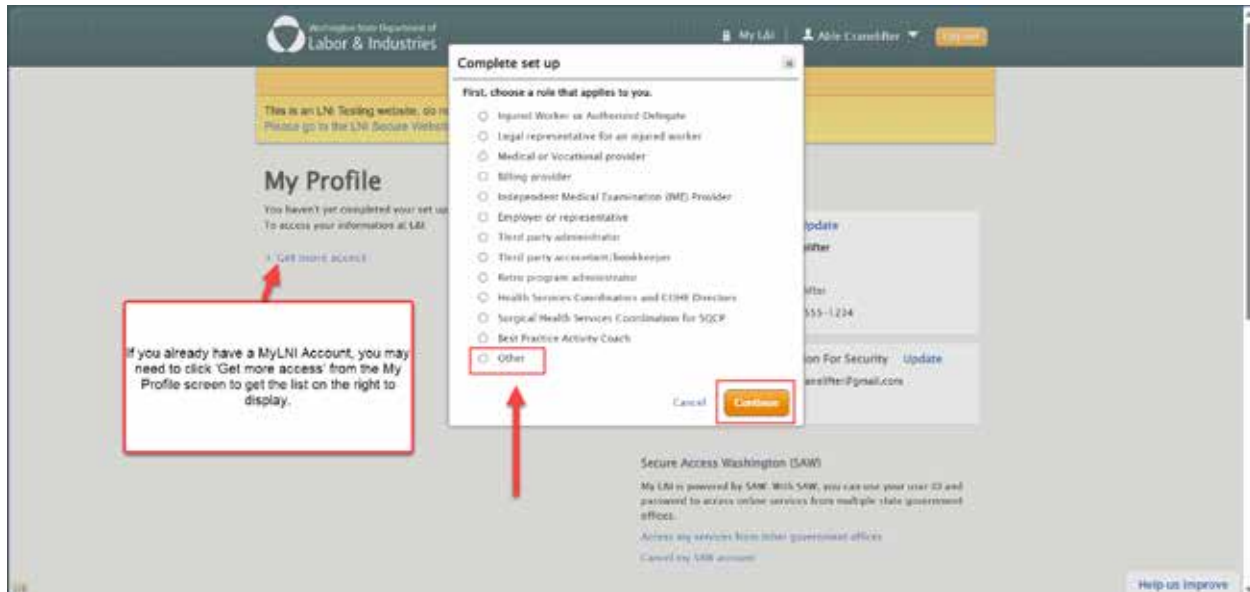 Washington State Department of
Labor & Industries
My L&I
Able Cranelifter
Logout
This is an LNI Testing website, do
Please go to the LNI Secure
My Profile
You haven't yet completed your set up
To access your information at L&I
Get more access
If you already have a MyLNI Account, you may
need to click 'Get more access' from the My
Profile screen to get the list on the right to
display.
Complete set up
First, choose a role that applies to you.
Injured Worker or Authorized Delegate
Legal representative for an injured worker
Medical or Vocational provider
Billing provider
Independent Medical Examination (IME) Provider
Employer or representative
Third party administrator
Third party accountant/bookkeeper
Retro program administrator
Health Services Coordinators and COHE Directors
Surgical Health Services Coordination for SQCP
Best Practice Activity Coach
Other
Cancel
Continue
Update
lifter
lifter
555-1234
ion For Security Update
anelifter@gmail.com
Secure Access Washington (SAW)
My L&I is powered by SAW. With SAW, you can use your user ID and
password to access online services from multiple state government
offices.
Access my services from other government offices
Cancel my SAW account
Help us improve